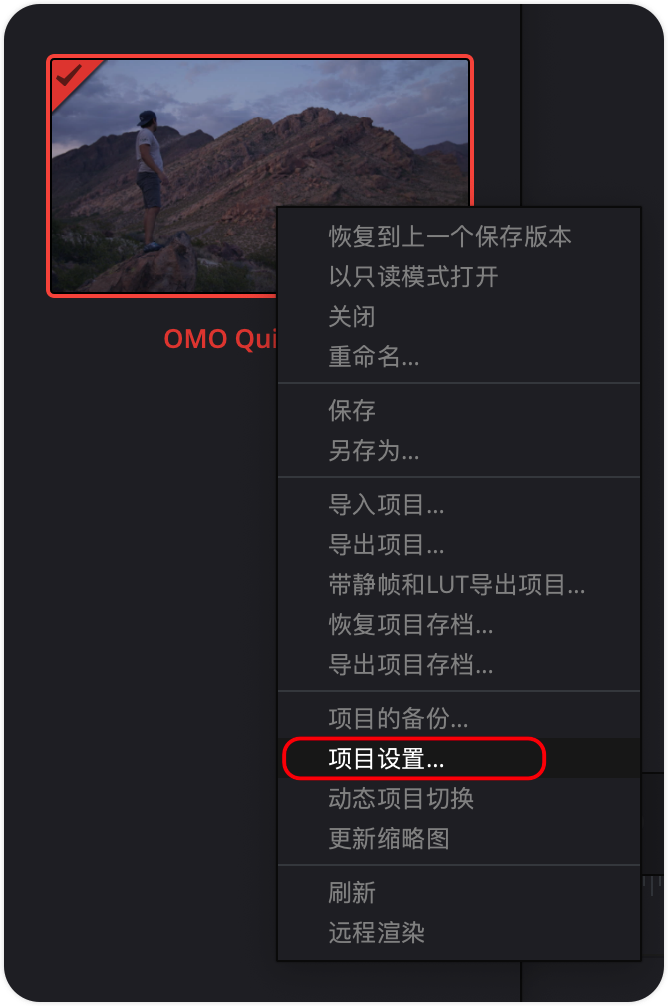 OMO Qui
恢复到上一个保存版本
以只读模式打开
关闭
重命名...
保存
另存为...
导入项目...
导出项目...
带静帧和LUT导出项目...
恢复项目存档...
导出项目存档...
项目的备份...
项目设置...
动态项目切换
更新缩略图
刷新
远程渲染